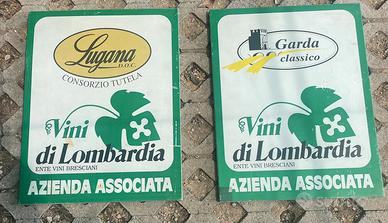 Lugana
D.O.C.
CONSORZIO TUTELA
Vini
di Lombardia
ENTE VINI BRESCIANI
AZIENDA ASSOCIATA
Garda
classico
Vini
di Lombardia
ENTE VINI BRESCIANI
AZIENDA ASSOCIATA